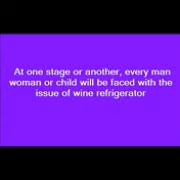 At one stage or another, every man
woman or child will be faced with the
issue of wine refrigerator